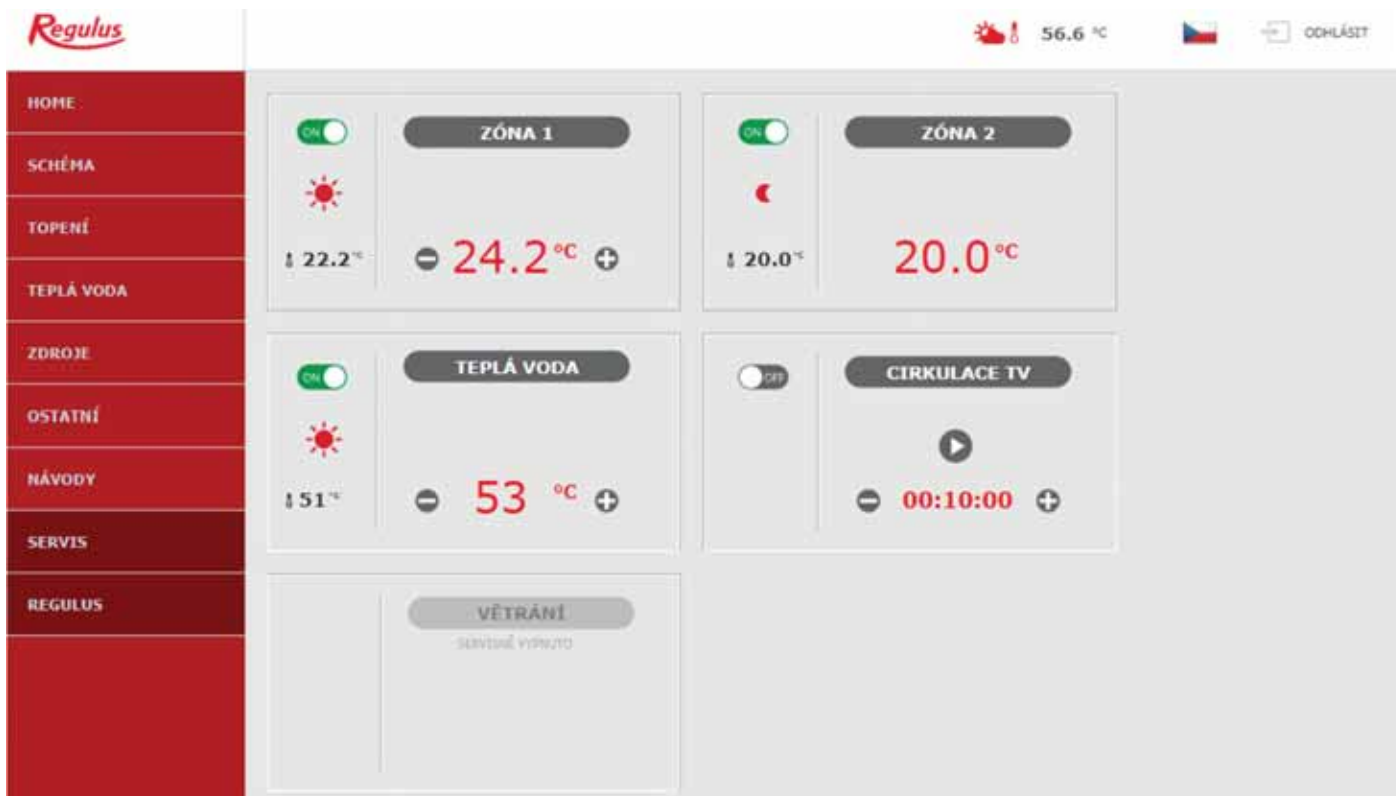 Regulus
56.6 °C
ODHLÁSIT
HOME
SCHÉMA
TOPENÍ
TEPLÁ VODA
ZDROJE
OSTATNÍ
NÁVODY
SERVIS
REGULUS
ON
ZÓNA 1
22.2 °C
24.2 °C
ON
ZÓNA 2
20.0 °C
20.0 °C
ON
TEPLÁ VODA
51 °C
53 °C
OFF
CIRKULACE TV
00:10:00
VĚTRÁNÍ
SERVISNĚ VYPNUTO